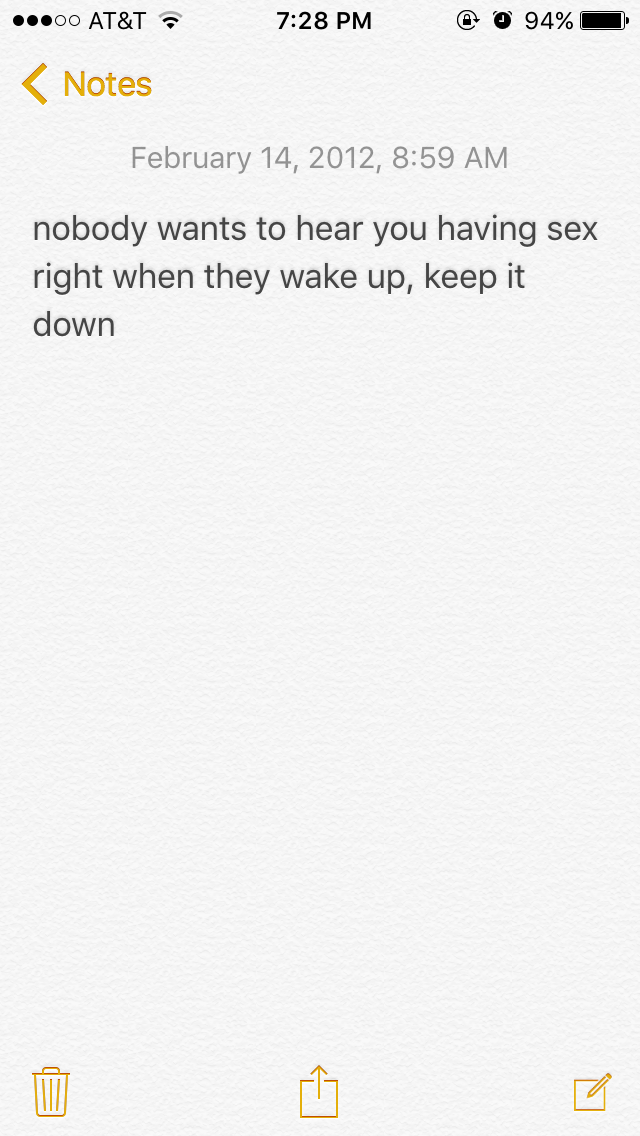 AT&T 7:28 PM 94%
Notes
February 14, 2012, 8:59 AM
nobody wants to hear you having sex
right when they wake up, keep it
down